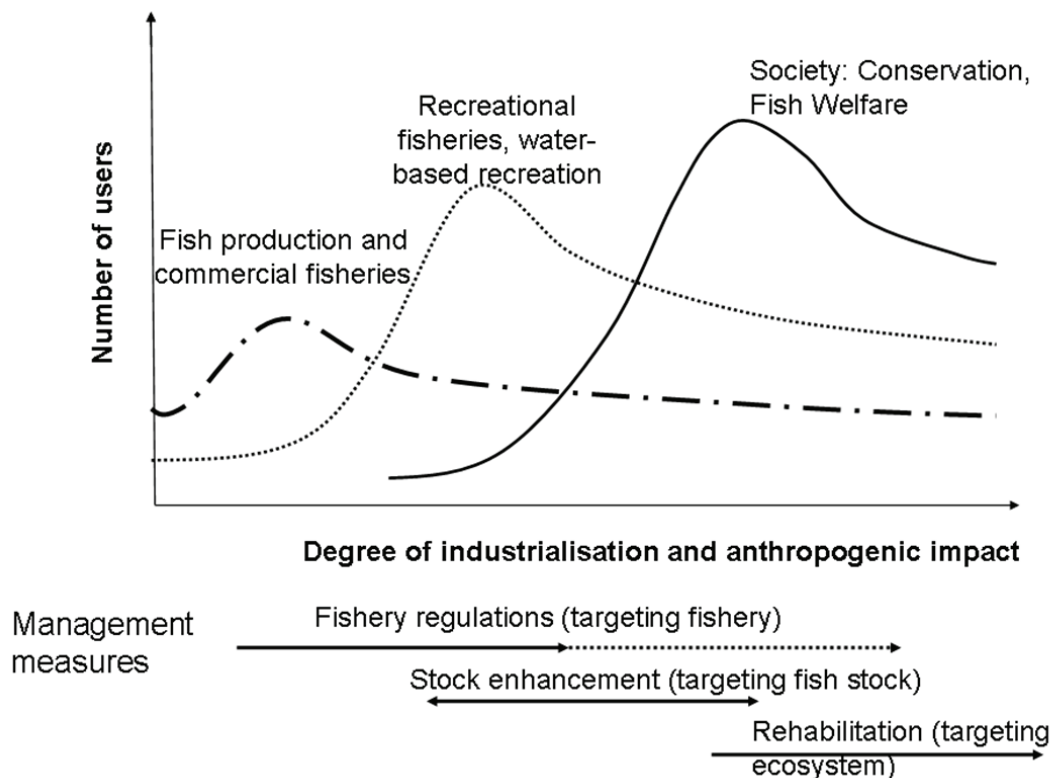 Society: Conservation,
Fish Welfare
Recreational
fisheries, water-
based recreation
Fish production and
commercial fisheries
Number of users
Degree of industrialisation and anthropogenic impact
Management
measures
Fishery regulations (targeting fishery)
Stock enhancement (targeting fish stock)
Rehabilitation (targeting
ecosystem)